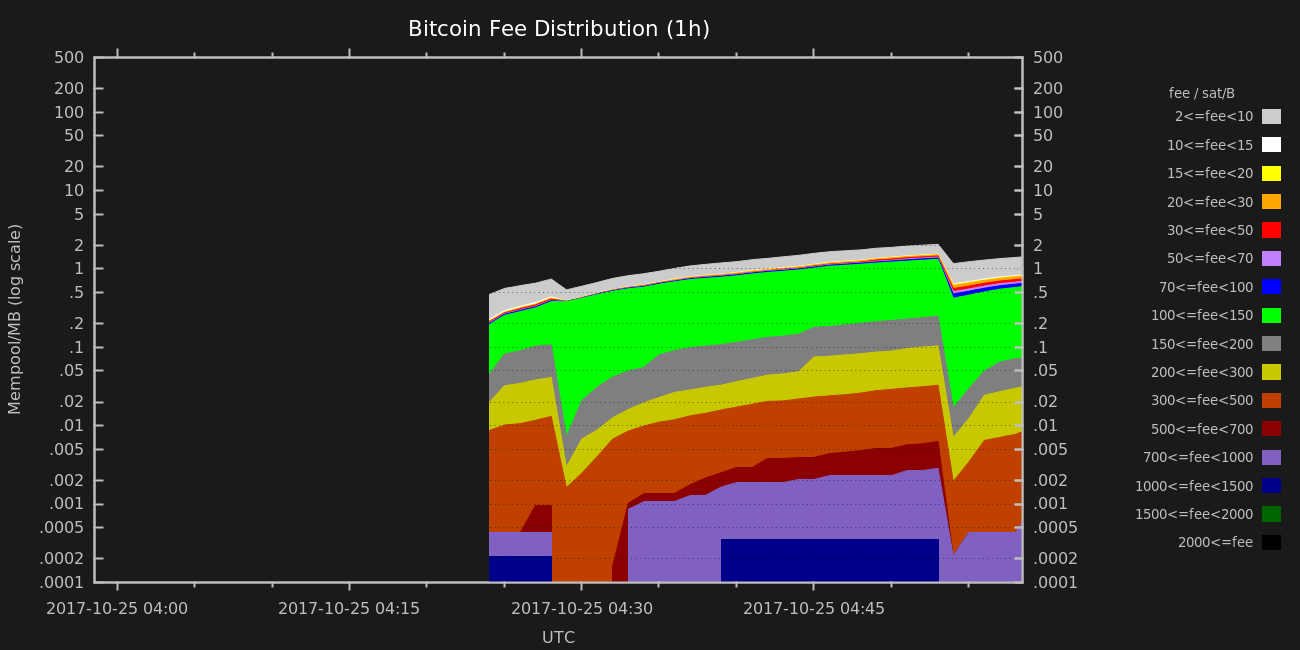 Bitcoin Fee Distribution (1h)
500
200
100
50
20
10
5
2
1
.5
.2
.1
.05
.02
.01
.005
.002
.001
.0005
.0002
.0001
Mempool/MB (log scale)
500
200
100
50
20
10
5
2
1
.5
.2
.1
.05
.02
.01
.005
.002
.001
.0005
.0002
.0001
2017-10-25 04:00
2017-10-25 04:15
2017-10-25 04:30
2017-10-25 04:45
UTC
fee / sat/B
2<=fee<10
10<=fee<15
15<=fee<20
20<=fee<30
30<=fee<50
50<=fee<70
70<=fee<100
100<=fee<150
150<=fee<200
200<=fee<300
300<=fee<500
500<=fee<700
700<=fee<1000
1000<=fee<1500
1500<=fee<2000
2000<=fee